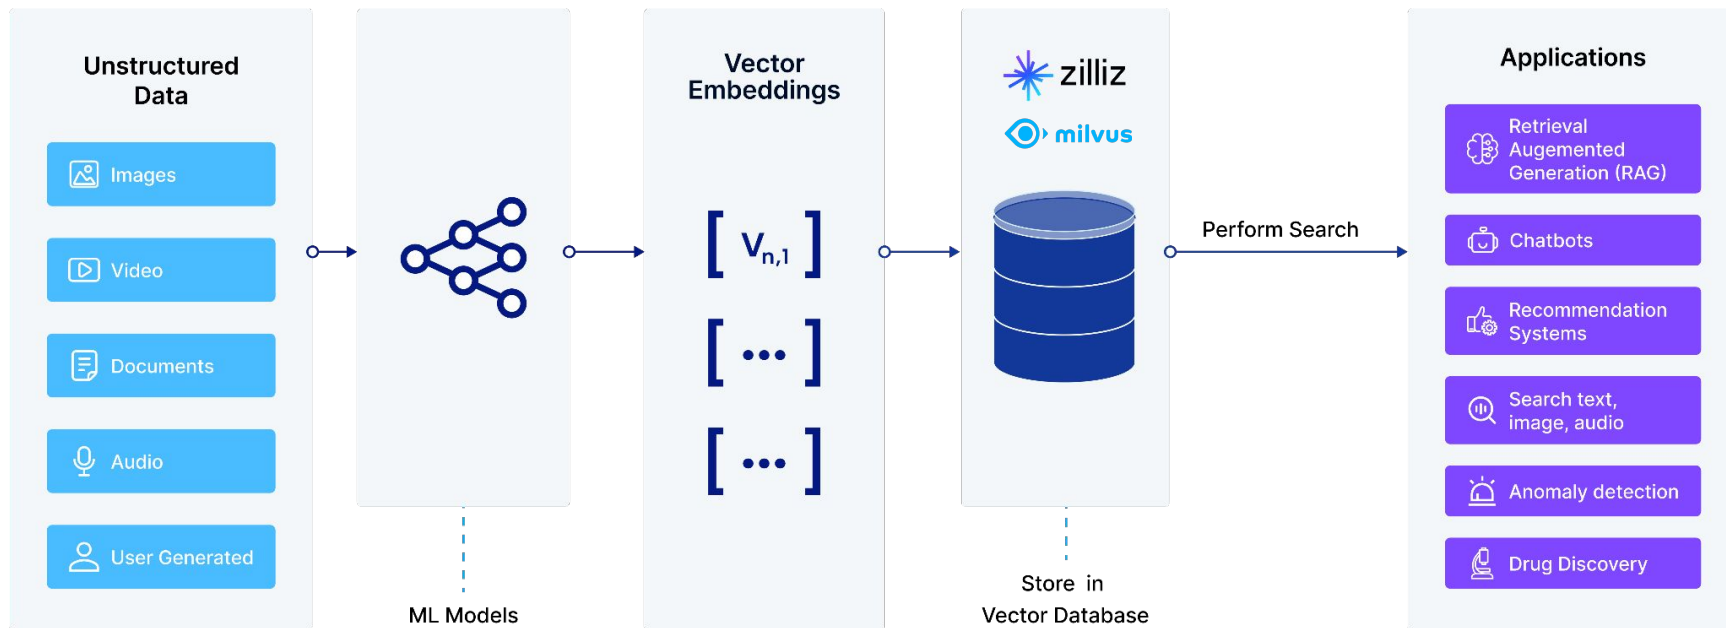 Unstructured
Data
Images
Video
Documents
Audio
User Generated
ML Models
Vector
Embeddings
[ Vn,1 ]
[ ••• ]
[ ••• ]
zilliz
milvus
Store in
Vector Database
Perform Search
Applications
Retrieval
Augemented
Generation (RAG)
Chatbots
Recommendation
Systems
Search text,
image, audio
Anomaly detection
Drug Discovery